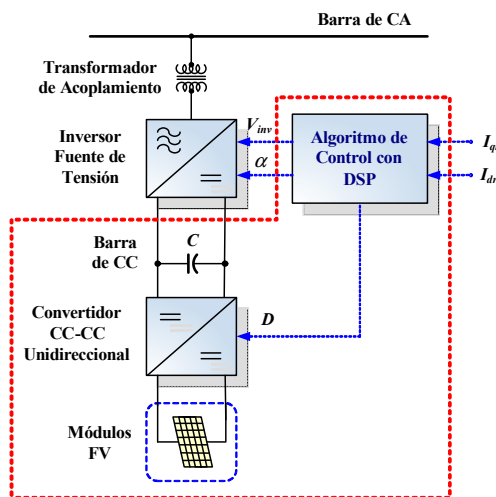 Barra de CA
Transformador
de Acoplamiento
Inversor
Fuente de
Tensión
V inv
α
Algoritmo de
Control con
DSP
I q
I dr
Barra
de CC
C
Convertidor
CC-CC
Unidireccional
D
Módulos
FV